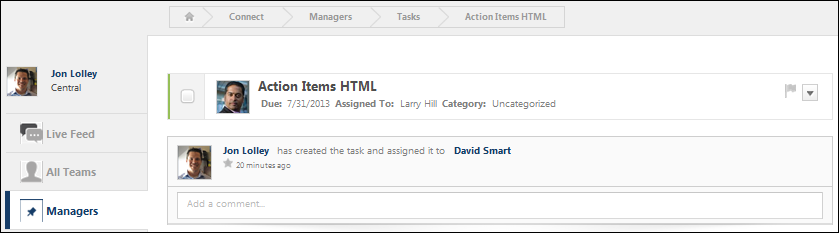 Connect Managers Tasks Action Items HTML
Jon Lolley
Central
Live Feed
All Teams
Managers
Action Items HTML
Due: 7/31/2013 Assigned To: Larry Hill Category: Uncategorized
Jon Lolley has created the task and assigned it to David Smart
20 minutes ago
Add a comment...